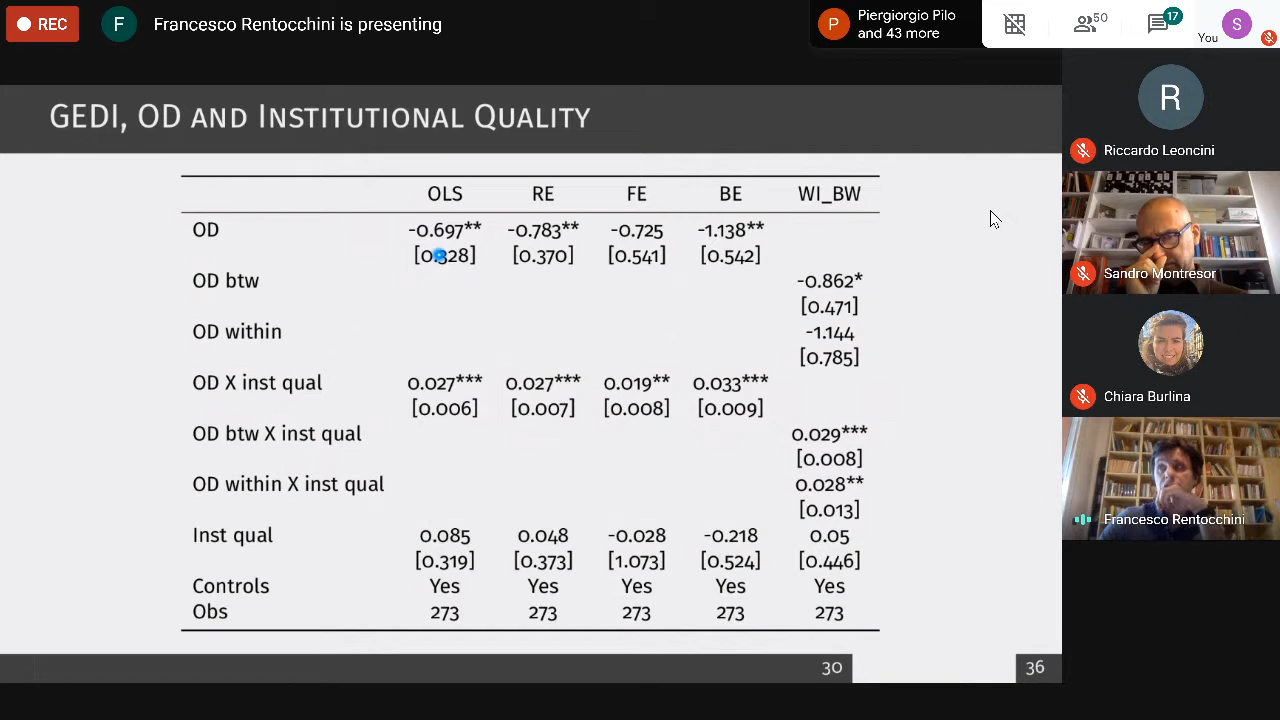 REC
F
Francesco Rentocchini is presenting
P
Piergiorgio Pilo
and 43 more
50
17
You
S
GEDI, OD AND INSTITUTIONAL QUALITY
OLS RE FE BE WI_BW
OD -0.697** -0.783** -0.725 -1.138**
[0.328] [0.370] [0.541] [0.542]
OD btw -0.862*
[0.471]
OD within -1.144
[0.785]
OD X inst qual 0.027*** 0.027*** 0.019** 0.033***
[0.006] [0.007] [0.008] [0.009]
OD btw X inst qual 0.029***
[0.008]
OD within X inst qual 0.028**
[0.013]
Inst qual 0.085 0.048 -0.028 -0.218 0.05
[0.319] [0.373] [1.073] [0.524] [0.446]
Controls Yes Yes Yes Yes Yes
Obs 273 273 273 273 273
30
36
R
Riccardo Leoncini
Sandro Montresor
Chiara Burlina
Francesco Rentocchini